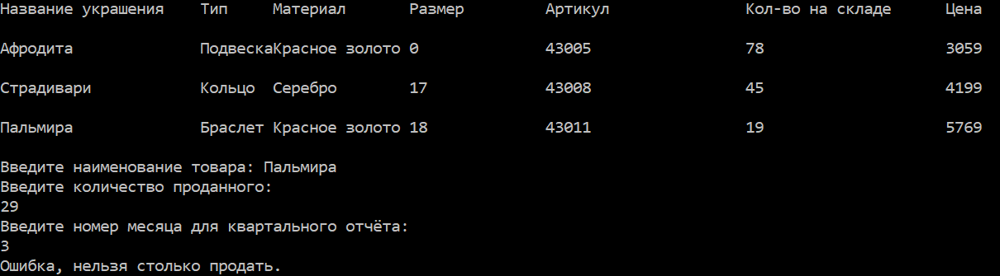 Название украшения Тип Материал Размер Артикул Кол-во на складе Цена
Афродита ПодвескаКрасное золото 0 43005 78 3059
Страдивари Кольцо Серебро 17 43008 45 4199
Пальмира Браслет Красное золото 18 43011 19 5769
Введите наименование товара: Пальмира
Введите количество проданного:
29
Введите номер месяца для квартального отчёта:
3
Ошибка, нельзя столько продать.